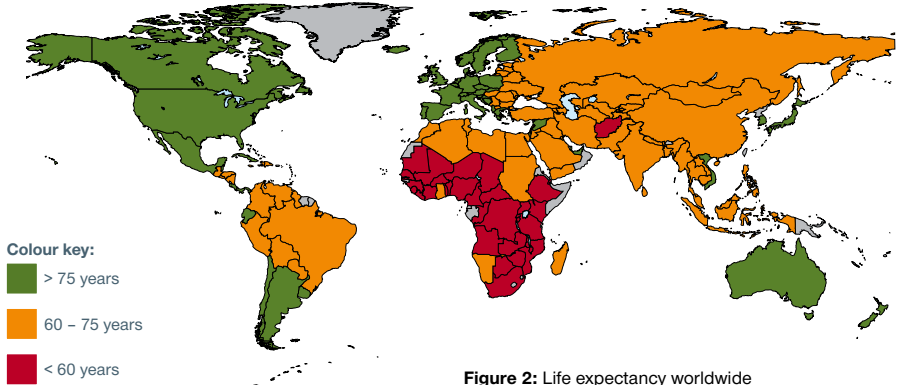 Colour key:
> 75 years
60 – 75 years
< 60 years
Figure 2: Life expectancy worldwide